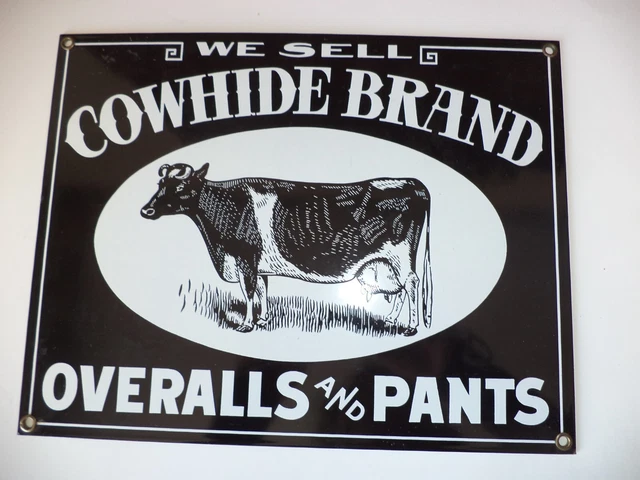 WE SELL
COWHIDE BRAND
OVERALLS AND PANTS